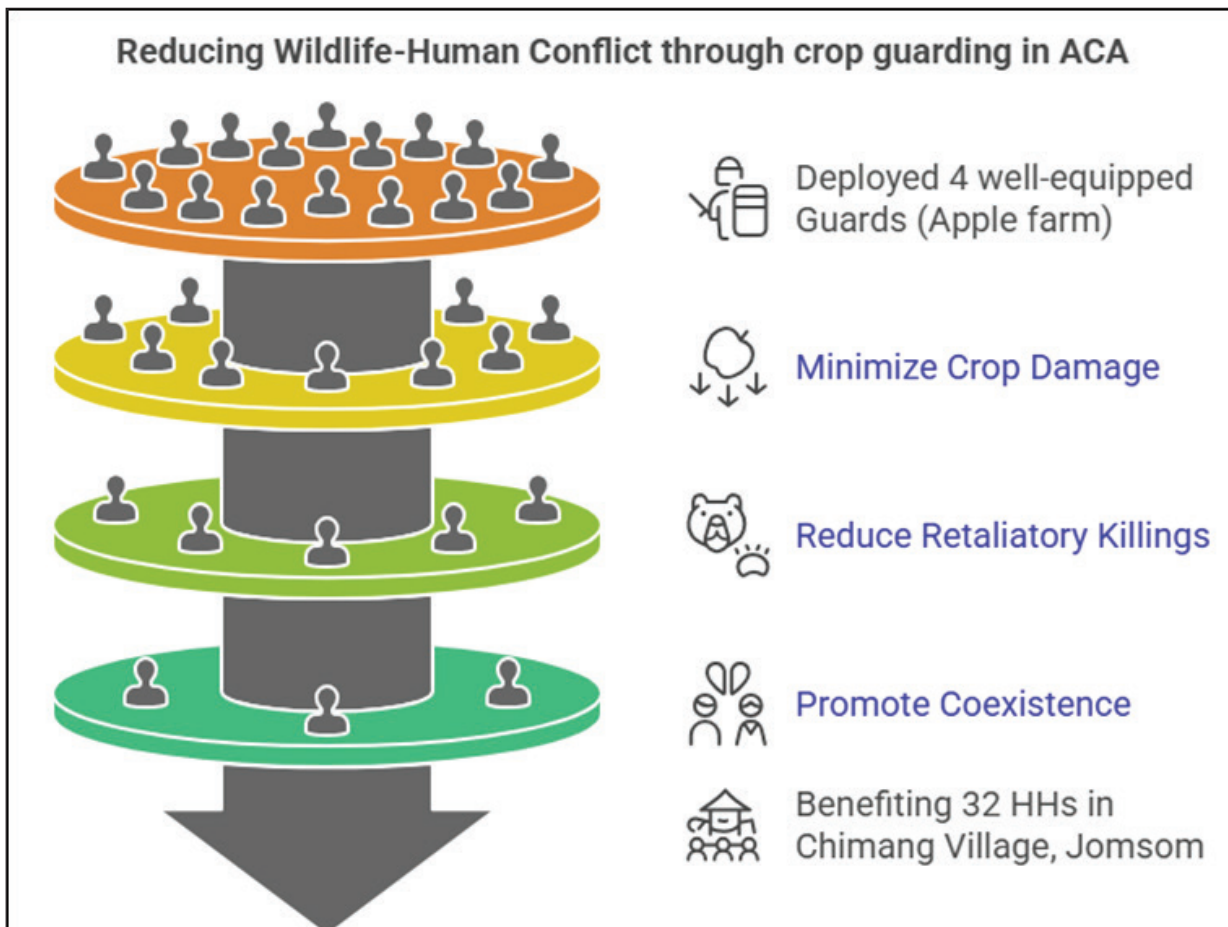 Reducing Wildlife-Human Conflict through crop guarding in ACA
Deployed 4 well-equipped
Guards (Apple farm)
Minimize Crop Damage
Reduce Retaliatory Killings
Promote Coexistence
Benefiting 32 HHs in
Chimang Village, Jomsom